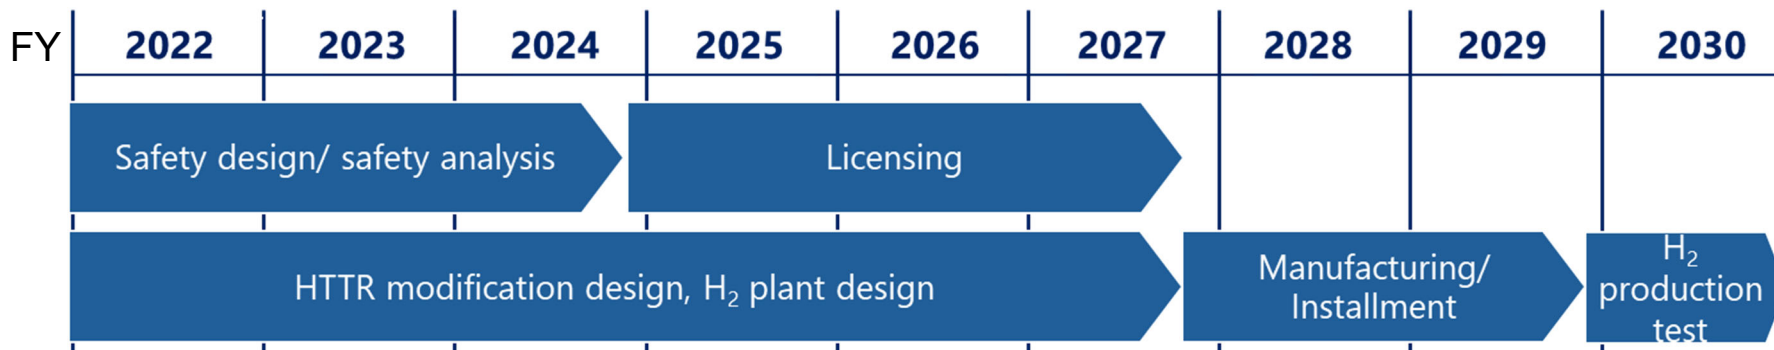 FY 2022 2023 2024 2025 2026 2027 2028 2029 2030
Safety design/ safety analysis
Licensing
HTTR modification design, H₂ plant design
Manufacturing/
Installment
H₂
production
test